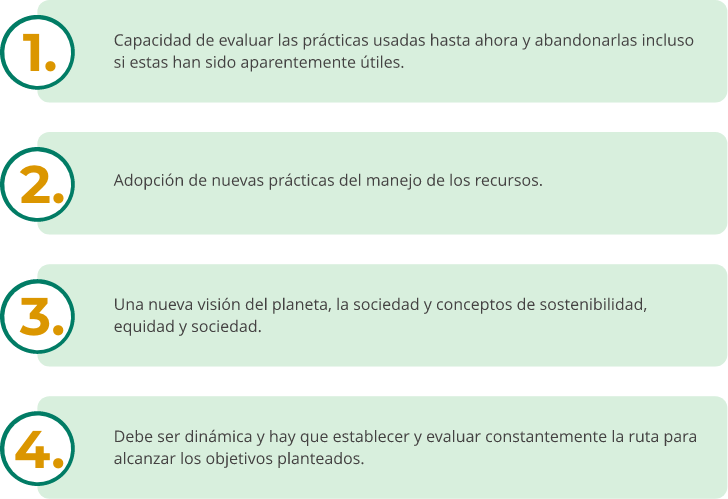 1.
Capacidad de evaluar las prácticas usadas hasta ahora y abandonarlas incluso
si estas han sido aparentemente útiles.
2.
Adopción de nuevas prácticas del manejo de los recursos.
3.
Una nueva visión del planeta, la sociedad y conceptos de sostenibilidad,
equidad y sociedad.
4.
Debe ser dinámica y hay que establecer y evaluar constantemente la ruta para
alcanzar los objetivos planteados.